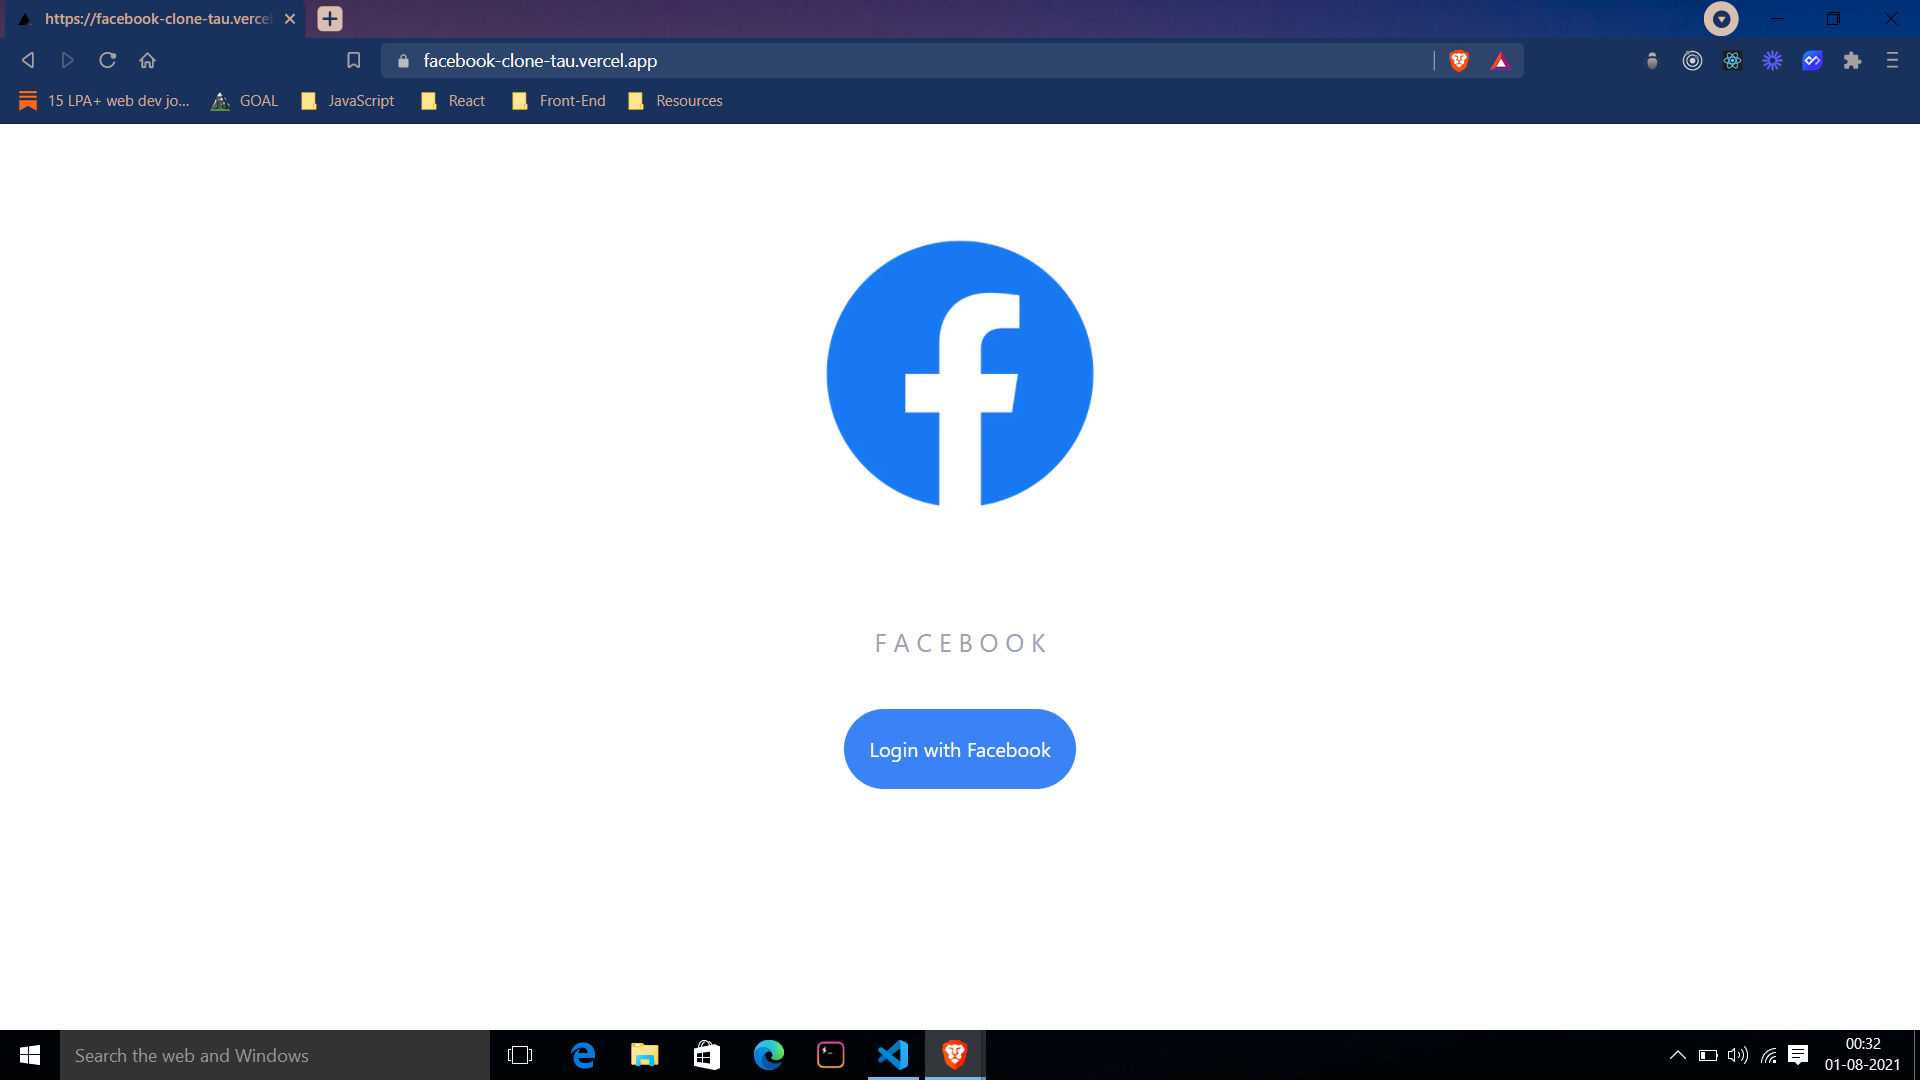 https://facebook-clone-tau.vercel
facebook-clone-tau.vercel.app
15 LPA+ web dev jo...
GOAL
JavaScript
React
Front-End
Resources
FACEBOOK
Login with Facebook
Search the web and Windows
00:32
01-08-2021